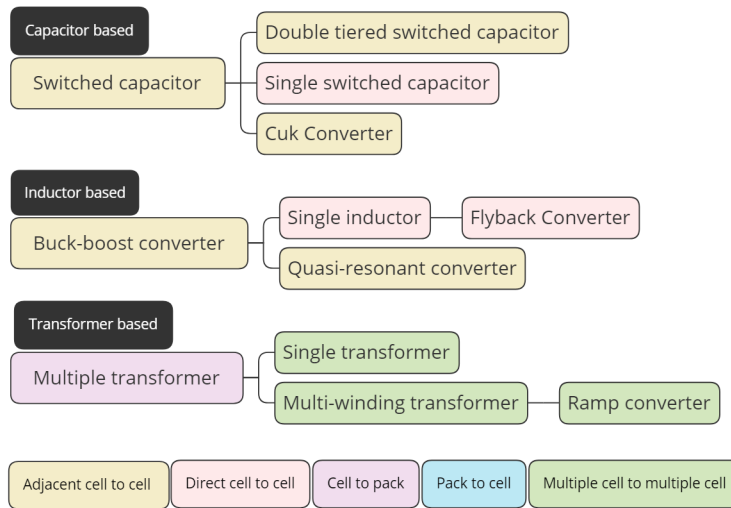 Capacitor based
Switched capacitor
Double tiered switched capacitor
Single switched capacitor
Cuk Converter
Inductor based
Buck-boost converter
Single inductor
Flyback Converter
Quasi-resonant converter
Transformer based
Multiple transformer
Single transformer
Multi-winding transformer
Ramp converter
Adjacent cell to cell
Direct cell to cell
Cell to pack
Pack to cell
Multiple cell to multiple cell